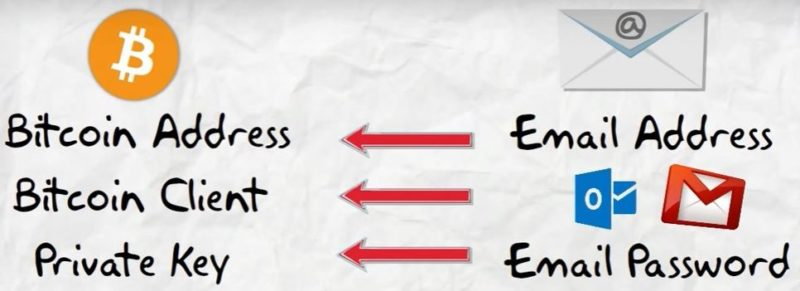 @
Bitcoin Address
Email Address
Bitcoin Client
Private Key
Email Password